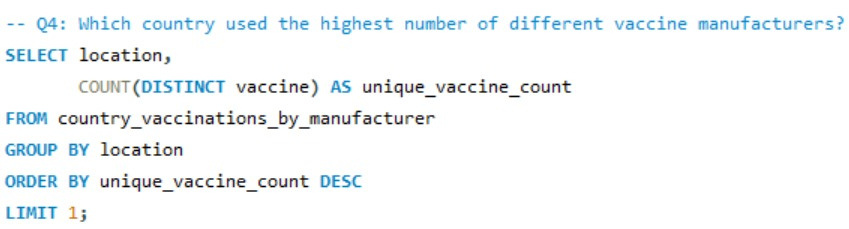 -- Q4: Which country used the highest number of different vaccine manufacturers?
SELECT location,
       COUNT(DISTINCT vaccine) AS unique_vaccine_count
FROM country_vaccinations_by_manufacturer
GROUP BY location
ORDER BY unique_vaccine_count DESC
LIMIT 1;